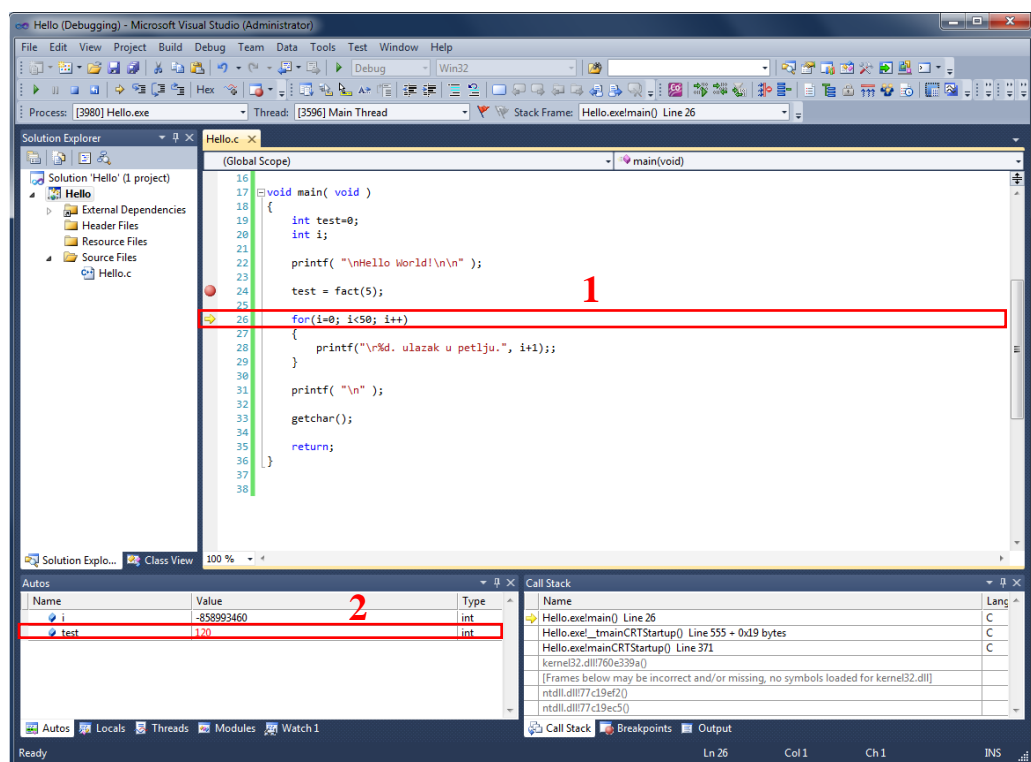 Hello (Debugging) - Microsoft Visual Studio (Administrator)
File Edit View Project Build Debug Team Data Tools Test Window Help
Debug Win32
Hex
Process: [3980] Hello.exe Thread: [3596] Main Thread Stack Frame: Hello.exe!main() Line 26
Solution Explorer
Solution 'Hello' (1 project)
Hello
External Dependencies
Header Files
Resource Files
Source Files
Hello.c
Solution Explo... Class View
Hello.c
(Global Scope) main(void)
16
17 void main( void )
18 {
19 int test=0;
20 int i;
21
22 printf( "\nHello World!\n\n" );
23
24 test = fact(5);
1
25
26 for(i=0; i<50; i++)
27 {
28 printf("\r%d. ulazak u petlju.", i+1);;
29 }
30
31 printf( "\n" );
32
33 getchar();
34
35 return;
36 }
37
38
100 %
Autos
Name Value Type
2
i -858993460 int
test 120 int
Autos Locals Threads Modules Watch 1
Call Stack
Name Lang
Hello.exe!main() Line 26 C
Hello.exe!__tmainCRTStartup() Line 555 + 0x19 bytes C
Hello.exe!mainCRTStartup() Line 371 C
kernel32.dll!760e339a()
[Frames below may be incorrect and/or missing, no symbols loaded for kernel32.dll]
ntdll.dll!77c19ef2()
ntdll.dll!77c19ec5()
Call Stack Breakpoints Output
Ready Ln 26 Col 1 Ch 1 INS